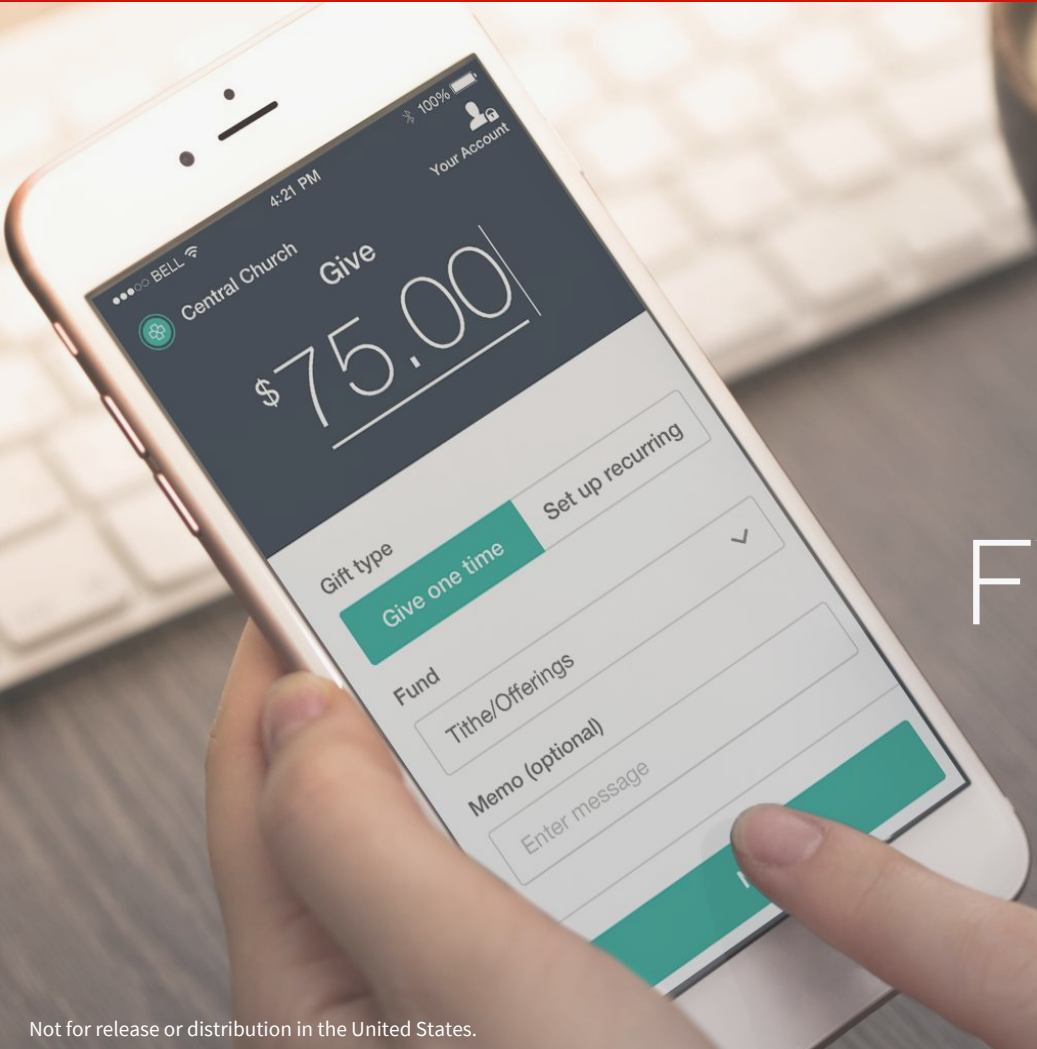 ●●●○○ BELL
4:21 PM
100%
Your Account
Central Church
Give
$75.00
Gift type
Give one time
Set up recurring
Fund
Tithe/Offerings
Memo (optional)
Enter message
F
Not for release or distribution in the United States.